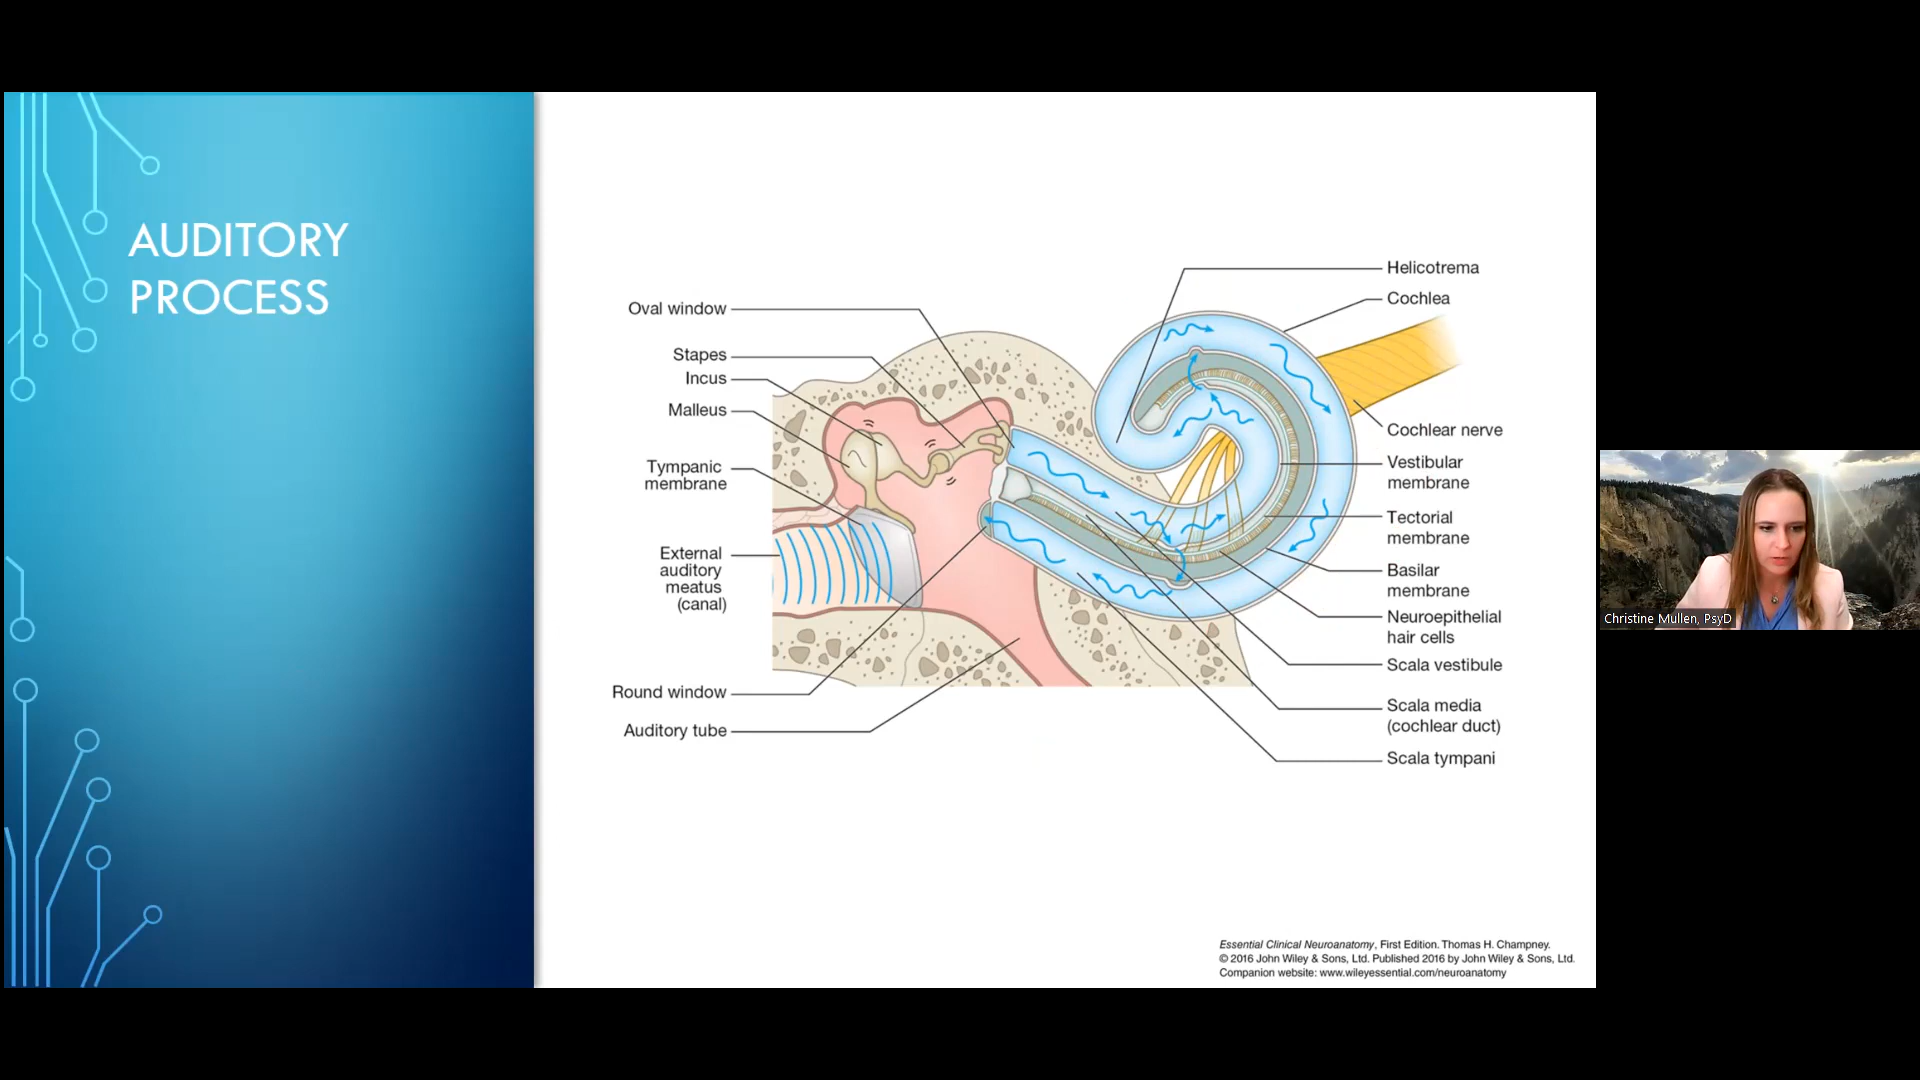 AUDITORY
PROCESS
Oval window
Stapes
Incus
Malleus
Tympanic
membrane
External
auditory
meatus
(canal)
Round window
Auditory tube
Helicotrema
Cochlea
Cochlear nerve
Vestibular
membrane
Tectorial
membrane
Basilar
membrane
Neuroepithelial
hair cells
Scala vestibule
Scala media
(cochlear duct)
Scala tympani
Essential Clinical Neuroanatomy, First Edition. Thomas H. Champney.
© 2016 John Wiley & Sons, Ltd. Published 2016 by John Wiley & Sons, Ltd.
Companion website: www.wileyessential.com/neuroanatomy
Christine Mullen, PsyD